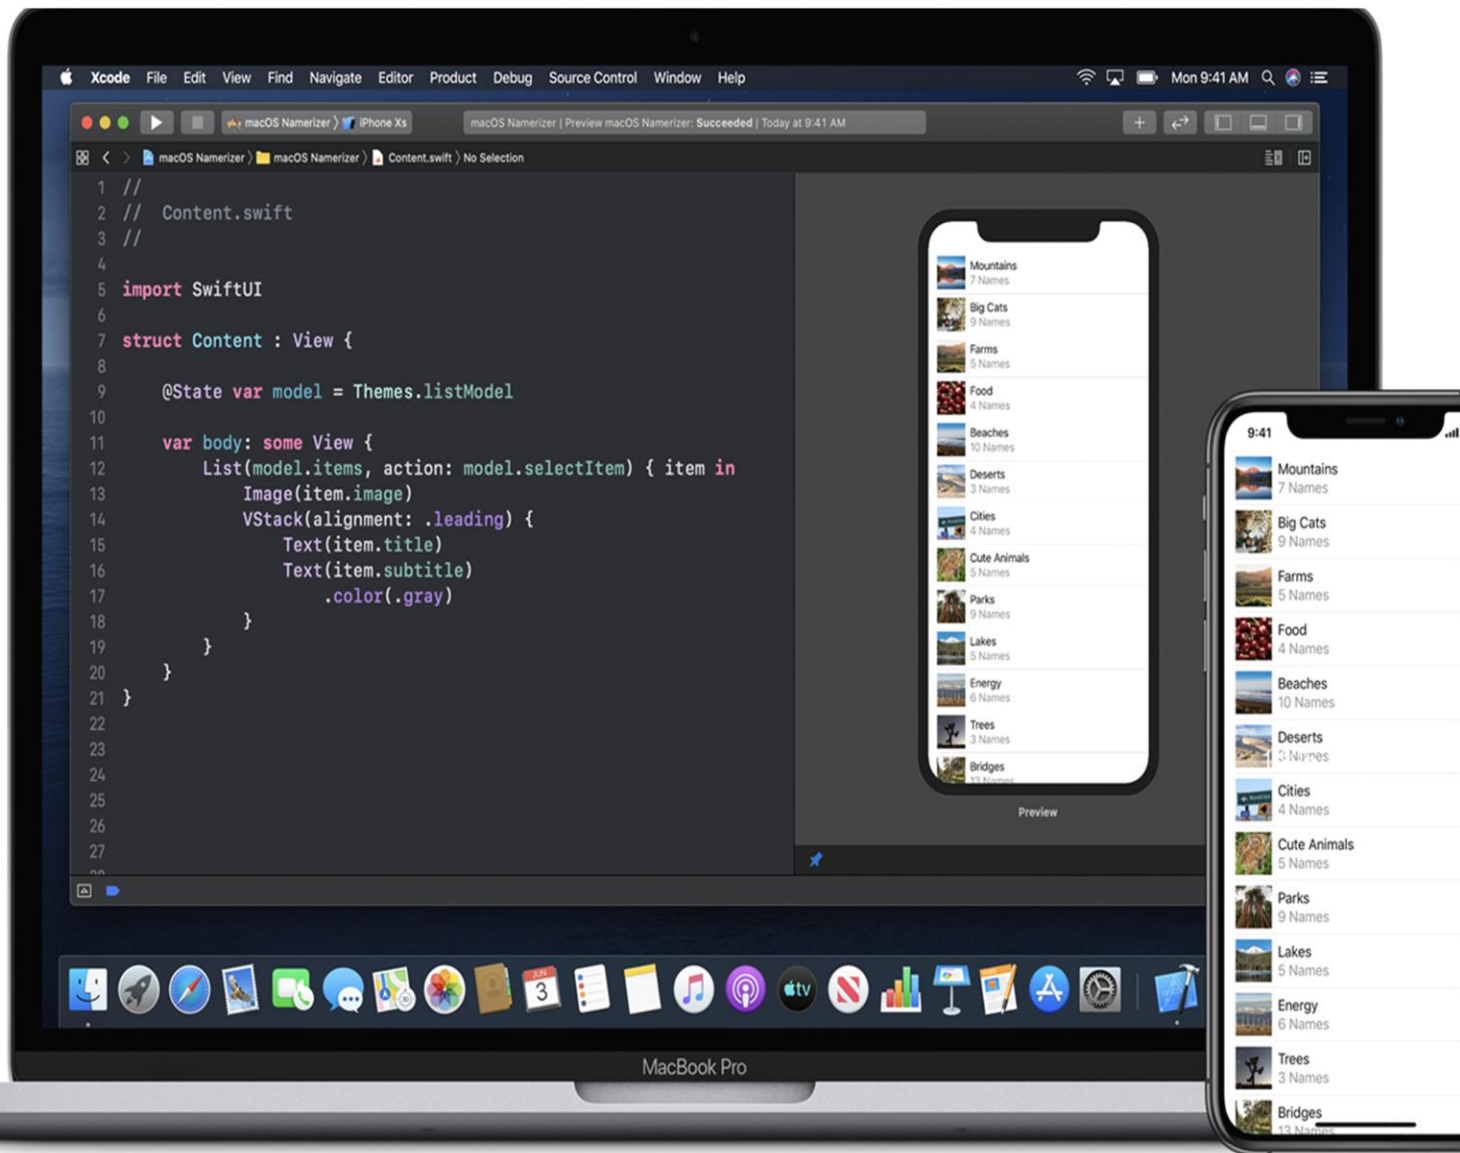 Xcode File Edit View Find Navigate Editor Product Debug Source Control Window Help Mon 9:41 AM
macOS Namerizer 〉 iPhone Xs macOS Namerizer | Preview macOS Namerizer: Succeeded | Today at 9:41 AM
macOS Namerizer 〉 macOS Namerizer 〉 Content.swift 〉 No Selection
1 //
2 // Content.swift
3 //
4
5 import SwiftUI
6
7 struct Content : View {
8
9 @State var model = Themes.listModel
10
11 var body: some View {
12 List(model.items, action: model.selectItem) { item in
13 Image(item.image)
14 VStack(alignment: .leading) {
15 Text(item.title)
16 Text(item.subtitle)
17 .color(.gray)
18 }
19 }
20 }
21 }
22
23
24
25
26
27
Mountains
7 Names
Big Cats
9 Names
Farms
5 Names
Food
4 Names
Beaches
10 Names
Deserts
3 Names
Cities
4 Names
Cute Animals
5 Names
Parks
9 Names
Lakes
5 Names
Energy
6 Names
Trees
3 Names
Bridges
13 Names
Preview
JUN
3
tv
MacBook Pro
9:41
Mountains
7 Names
Big Cats
9 Names
Farms
5 Names
Food
4 Names
Beaches
10 Names
Deserts
3 Names
Cities
4 Names
Cute Animals
5 Names
Parks
9 Names
Lakes
5 Names
Energy
6 Names
Trees
3 Names
Bridges
13 Names